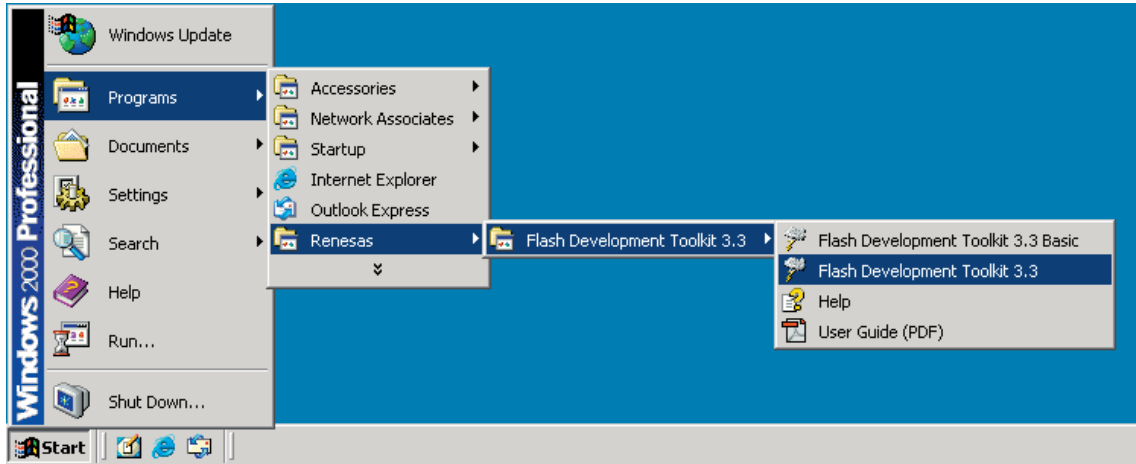 Windows 2000 Professional
Windows Update
Programs
Documents
Settings
Search
Help
Run...
Shut Down...
Accessories
Network Associates
Startup
Internet Explorer
Outlook Express
Renesas
Flash Development Toolkit 3.3
Flash Development Toolkit 3.3 Basic
Flash Development Toolkit 3.3
Help
User Guide (PDF)
Start